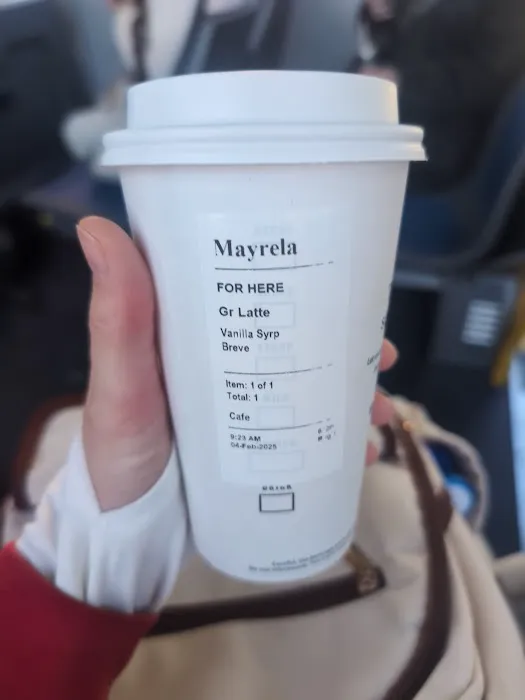 Mayrela
FOR HERE
Gr Latte
Vanilla Syrp
Breve
Item: 1 of 1
Total: 1
Cafe
9:23 AM
04-Feb-2025
DRINK